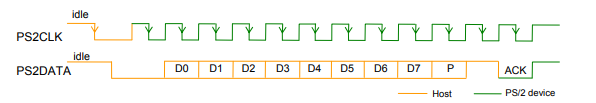 idle
PS2CLK
idle
PS2DATA D0 D1 D2 D3 D4 D5 D6 D7 P ACK
Host PS/2 device